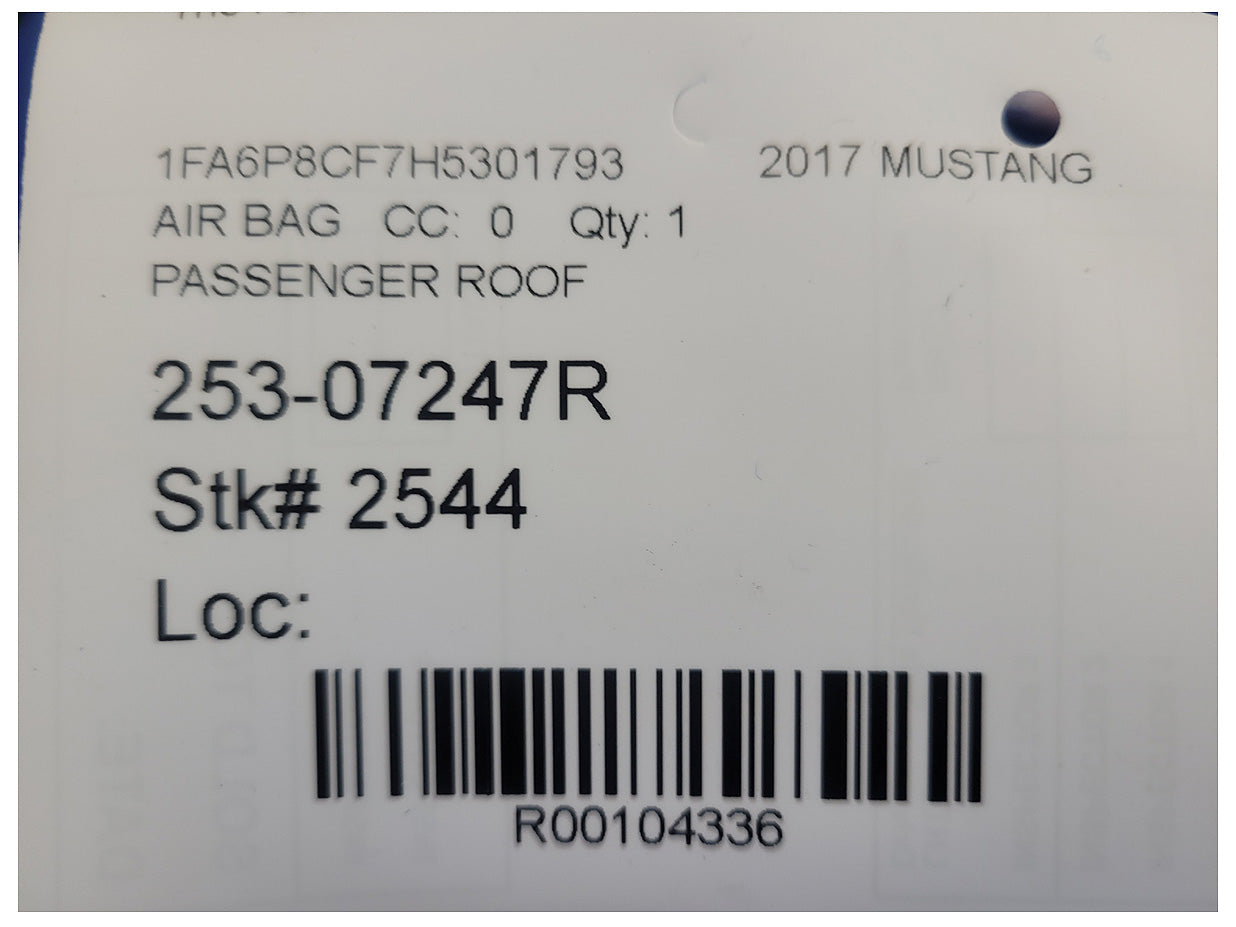 1FA6P8CF7H5301793 2017 MUSTANG
AIR BAG CC: 0 Qty: 1
PASSENGER ROOF
253-07247R
Stk# 2544
Loc:
R00104336